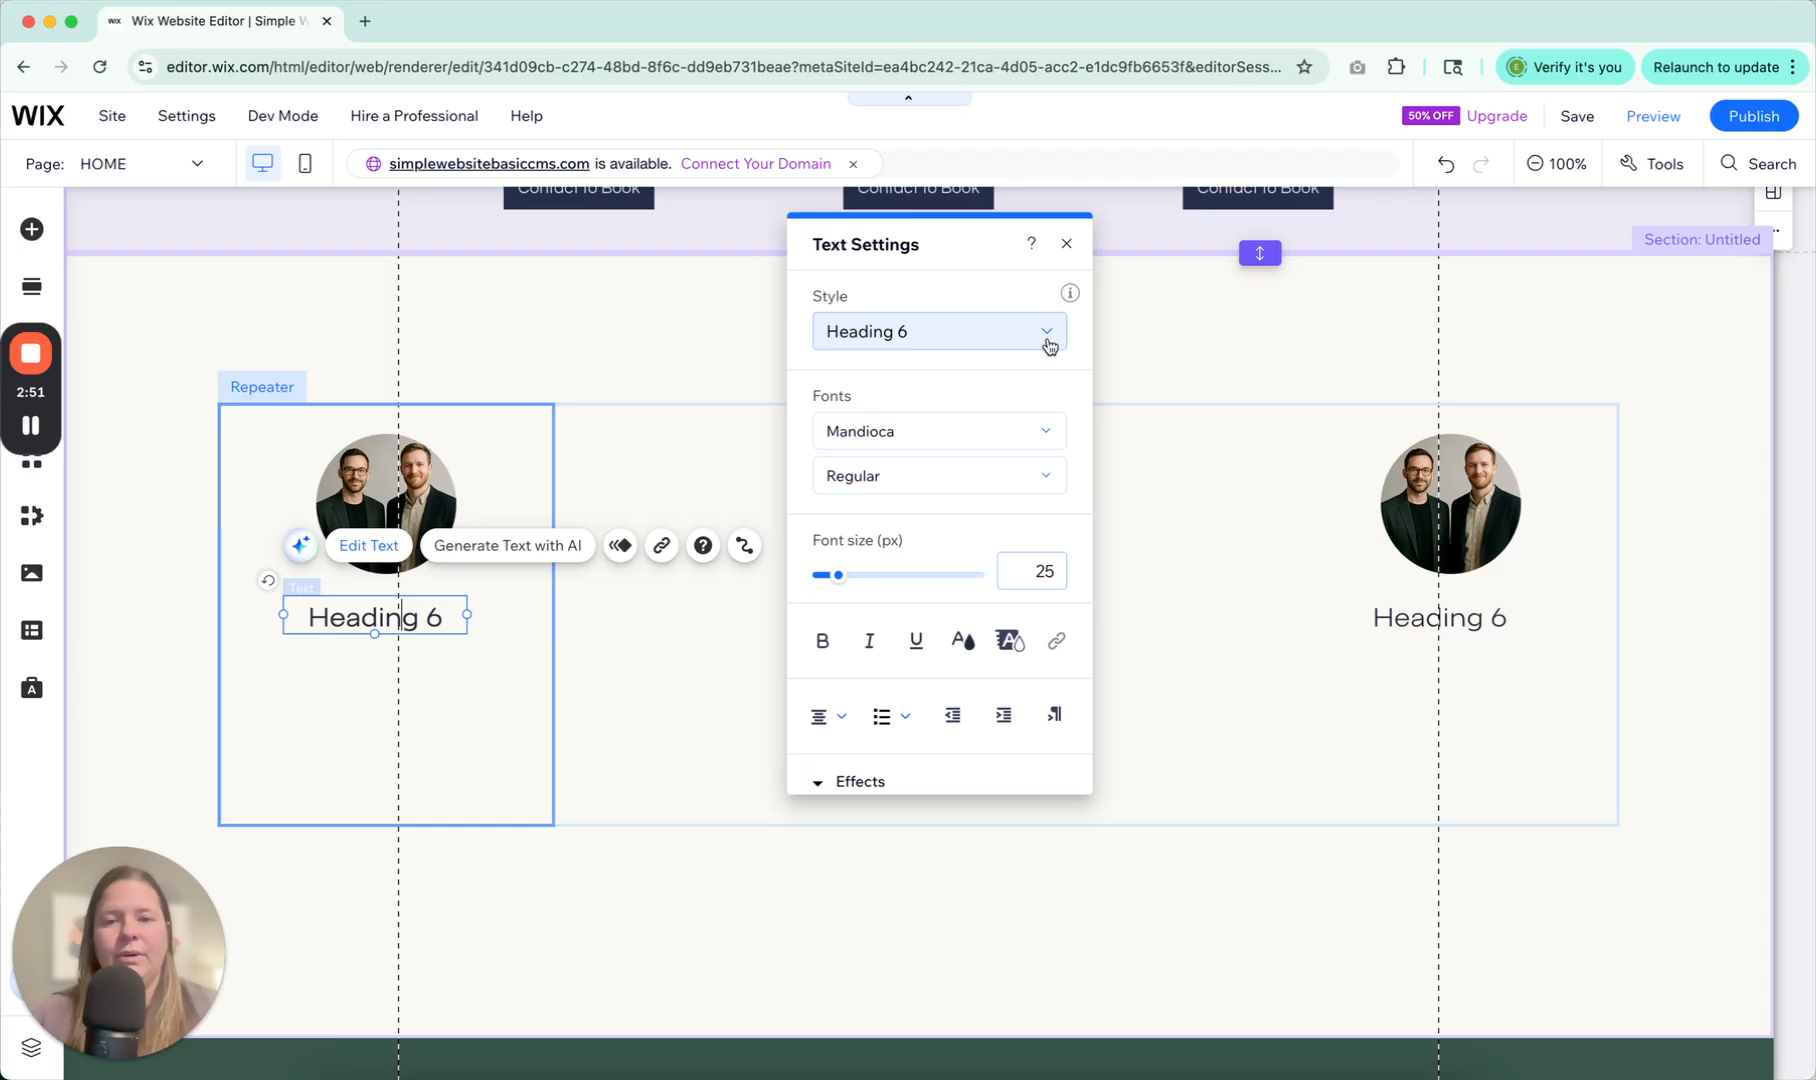 WIX Wix Website Editor | Simple W
editor.wix.com/html/editor/web/renderer/edit/341d09cb-c274-48bd-8f6c-dd9eb731beae?metaSiteId=ea4bc242-21ca-4d05-acc2-e1dc9fb6653f&editorSess...
E Verify it's you
Relaunch to update
WIX Site Settings Dev Mode Hire a Professional Help
50% OFF Upgrade Save Preview Publish
Page: HOME
simplewebsitebasiccms.com is available. Connect Your Domain
100% Tools Search
Contact to Book Contact to Book Contact to Book
Section: Untitled
Text Settings ?
Style
Heading 6
Fonts
Mandioca
Regular
Font size (px)
25
B I U A A
Effects
2:51
Repeater
Edit Text Generate Text with AI
Text
Heading 6
Heading 6
A